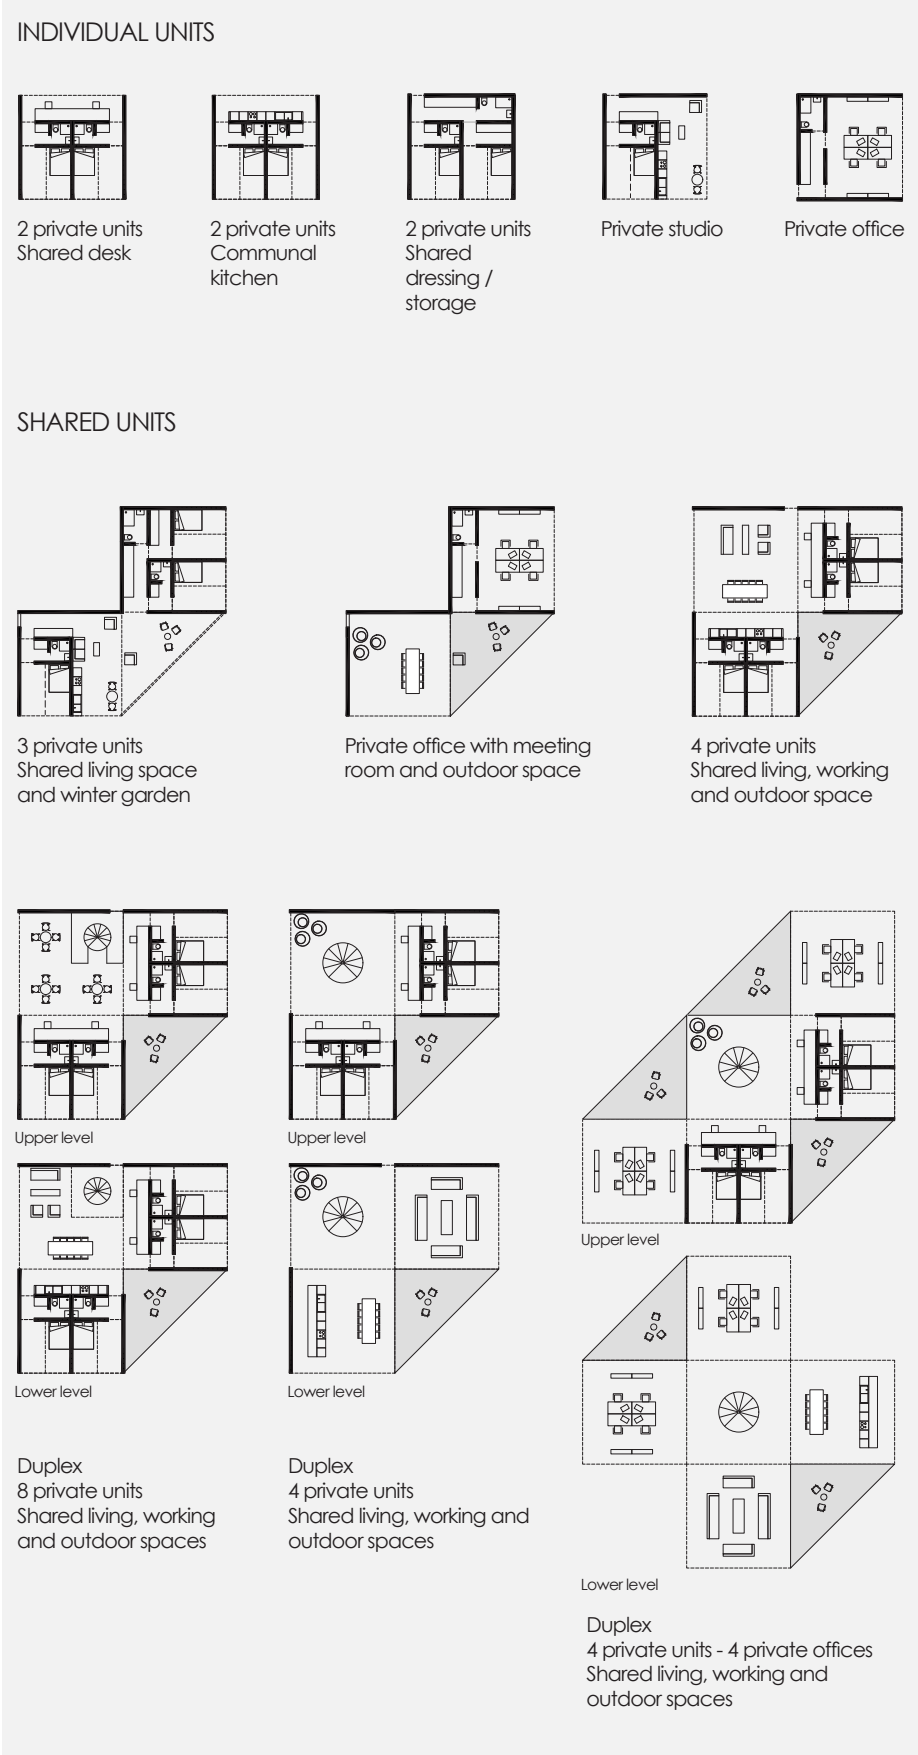 INDIVIDUAL UNITS
2 private units
Shared desk
2 private units
Communal
kitchen
2 private units
Shared
dressing /
storage
Private studio
Private office
SHARED UNITS
3 private units
Shared living space
and winter garden
Private office with meeting
room and outdoor space
4 private units
Shared living, working
and outdoor space
Upper level
Lower level
Duplex
8 private units
Shared living, working
and outdoor spaces
Upper level
Lower level
Duplex
4 private units
Shared living, working and
outdoor spaces
Upper level
Lower level
Duplex
4 private units - 4 private offices
Shared living, working and
outdoor spaces